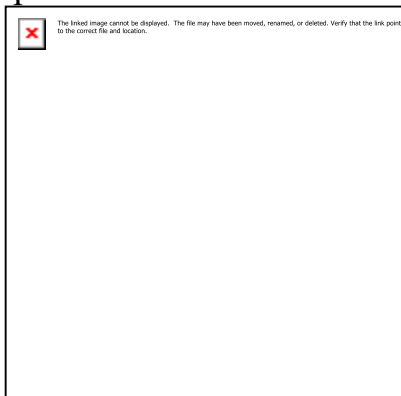 The linked image cannot be displayed. The file may have been moved, renamed, or deleted. Verify that the link point
to the correct file and location.